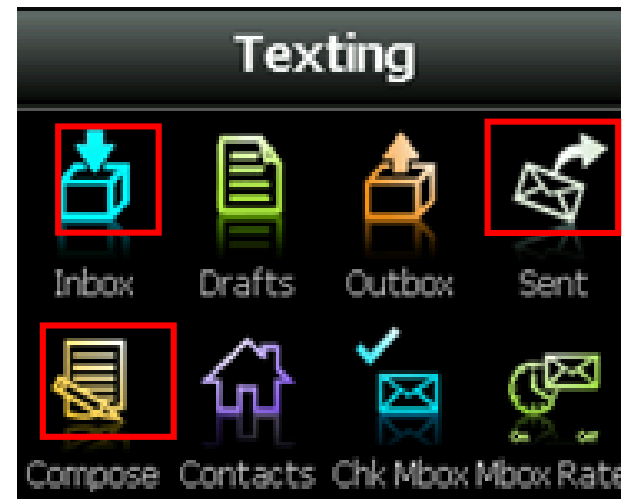 Texting
Inbox Drafts Outbox Sent
Compose Contacts Chk Mbox Mbox Rate